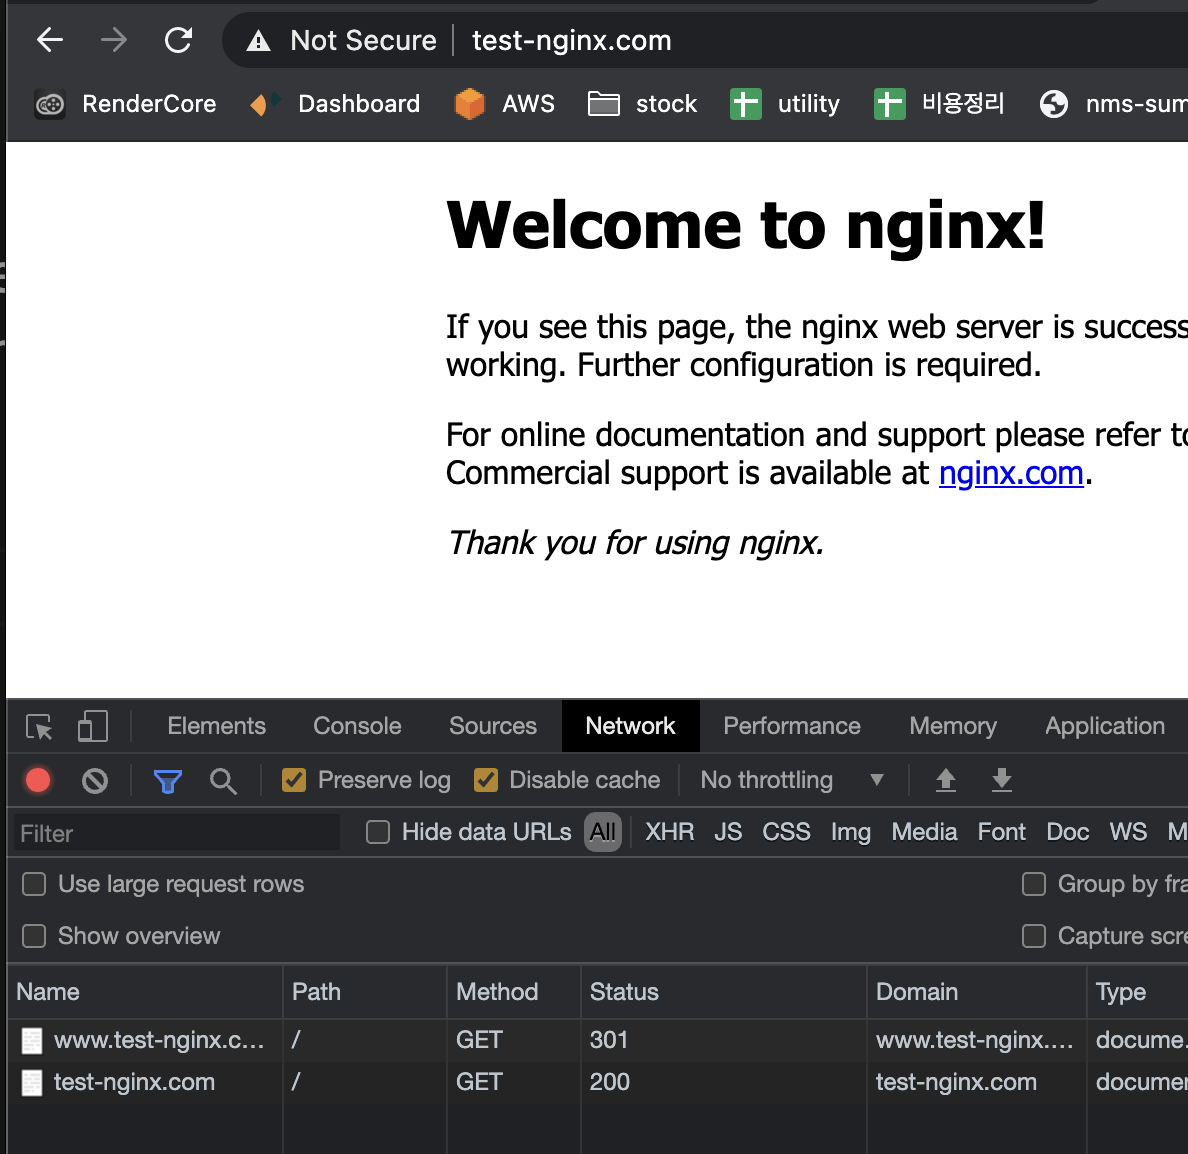 Not Secure test-nginx.com
RenderCore Dashboard AWS stock utility 비용정리 nms-sum
Welcome to nginx!
If you see this page, the nginx web server is success
working. Further configuration is required.
For online documentation and support please refer to
Commercial support is available at nginx.com.
Thank you for using nginx.
Elements Console Sources Network Performance Memory Application
Preserve log Disable cache No throttling
Filter Hide data URLs All XHR JS CSS Img Media Font Doc WS M
Use large request rows Group by fra
Show overview Capture scre
Name Path Method Status Domain Type
www.test-nginx.c... / GET 301 www.test-nginx.... docume.
test-nginx.com / GET 200 test-nginx.com documen